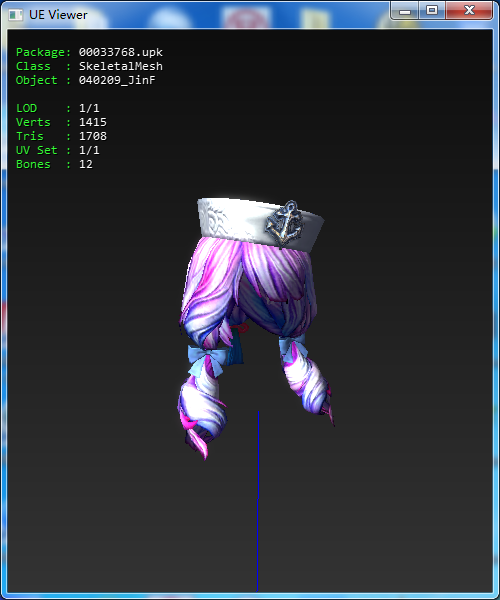 UE Viewer
Package: 00033768.upk
Class : SkeletalMesh
Object : 040209_JinF
LOD : 1/1
Verts : 1415
Tris : 1708
UV Set : 1/1
Bones : 12